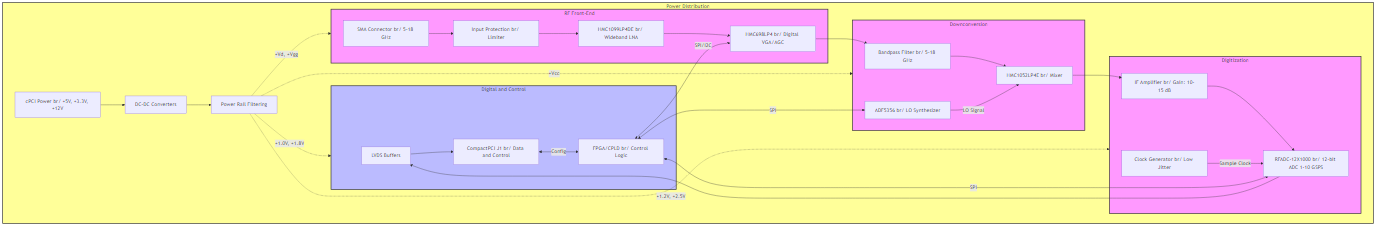 Power Distribution
RF Front-End
SMA Connector br/ 5-18
GHz
Input Protection br/
Limiter
HMC1099LP4DE br/
Wideband LNA
HMC698LP4 br/ Digital
VGA/AGC
SPI/I2C
+Vd, +Vgg
+Vcc
Downconversion
Bandpass Filter br/ 5-18
GHz
HMC1052LP4E br/ Mixer
ADF5356 br/ LO Synthesizer
LO Signal
Digitization
IF Amplifier br/ Gain: 10-
15 dB
Clock Generator br/ Low
Jitter
Sample Clock
RFADC-12X1000 br/ 12-bit
ADC 1-10 GSPS
cPCI Power br/ +5V, +3.3V,
+12V
DC-DC Converters
Power Rail Filtering
Digital and Control
LVDS Buffers
CompactPCI J1 br/ Data
and Control
Config
FPGA/CPLD br/ Control
Logic
SPI
+1.0V, +1.8V
SPI
+1.2V, +2.5V